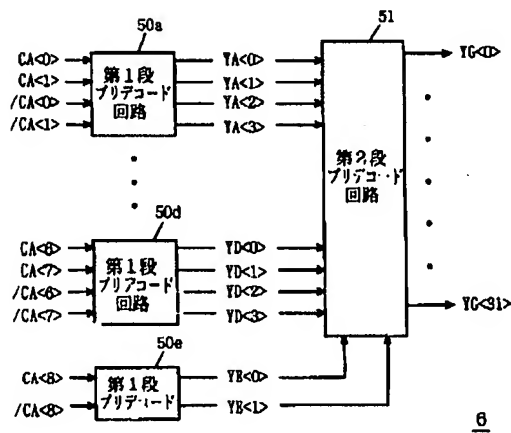 50a
51
CA<0>
CA<1>
/CA<0>
/CA<1>
第1段
プリデコード
回路
YA<0>
YA<1>
YA<2>
YA<3>
YG<0>
第2段
プリデコード
回路
50d
CA<6>
CA<7>
/CA<6>
/CA<7>
第1段
プリデコード
回路
YD<0>
YD<1>
YD<2>
YD<3>
YG<31>
50e
CA<8>
/CA<8>
第1段
プリデコード
YE<0>
YE<1>
6